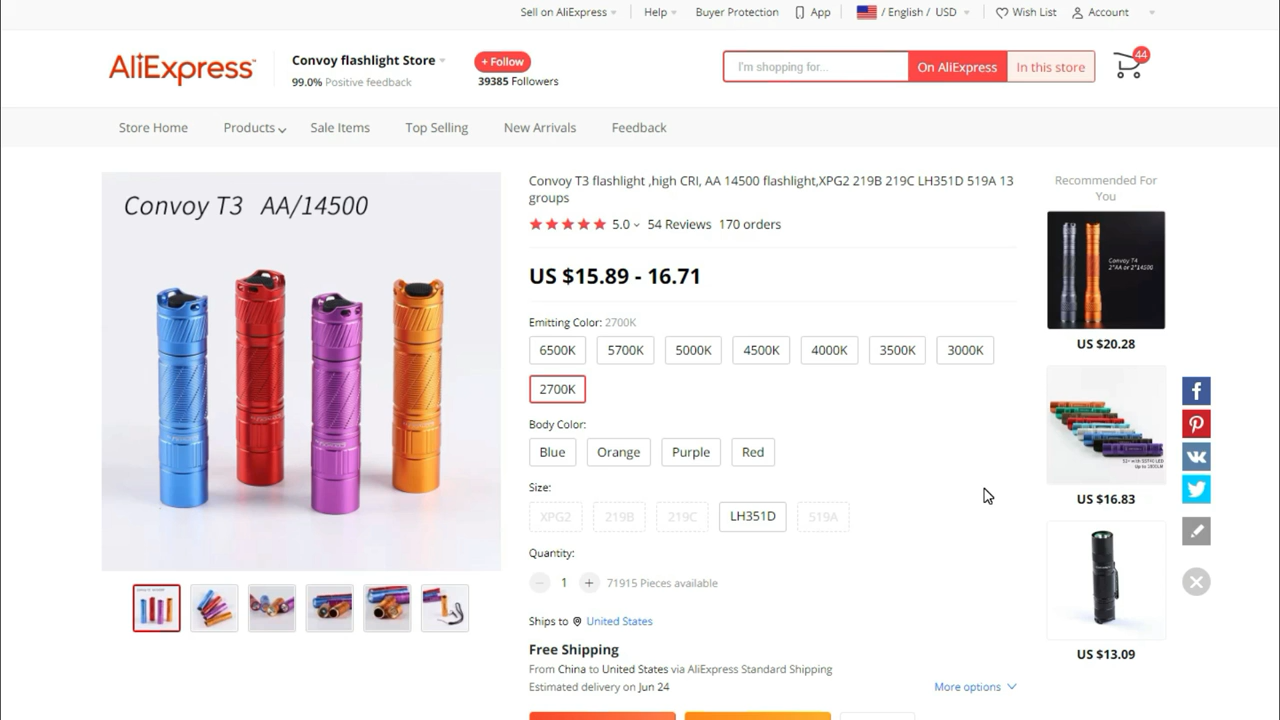 Sell on AliExpress
Help
Buyer Protection
App
/ English / USD
Wish List
Account
AliExpress
Convoy flashlight Store
99.0% Positive feedback
+ Follow
39385 Followers
I'm shopping for...
On AliExpress
In this store
44
Store Home
Products
Sale Items
Top Selling
New Arrivals
Feedback
Convoy T3 AA/14500
Convoy T3 flashlight ,high CRI, AA 14500 flashlight,XPG2 219B 219C LH351D 519A 13
groups
5.0
54 Reviews
170 orders
US $15.89 - 16.71
Emitting Color: 2700K
6500K
5700K
5000K
4500K
4000K
3500K
3000K
2700K
Body Color:
Blue
Orange
Purple
Red
Size:
XPG2
219B
219C
LH351D
519A
Quantity:
1
71915 Pieces available
Ships to
United States
Free Shipping
From China to United States via AliExpress Standard Shipping
Estimated delivery on Jun 24
More options
Recommended For
You
Convoy T4
2*AA or 2*14500
US $20.28
US $16.83
US $13.09